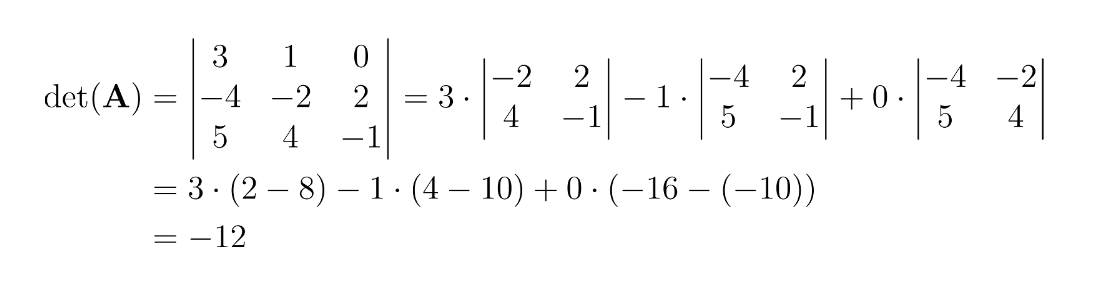 det(A) = |3 1 0; −4 −2 2; 5 4 −1| = 3 · |−2 2; 4 −1| − 1 · |−4 2; 5 −1| + 0 · |−4 −2; 5 4|
= 3 · (2 − 8) − 1 · (4 − 10) + 0 · (−16 − (−10))
= −12